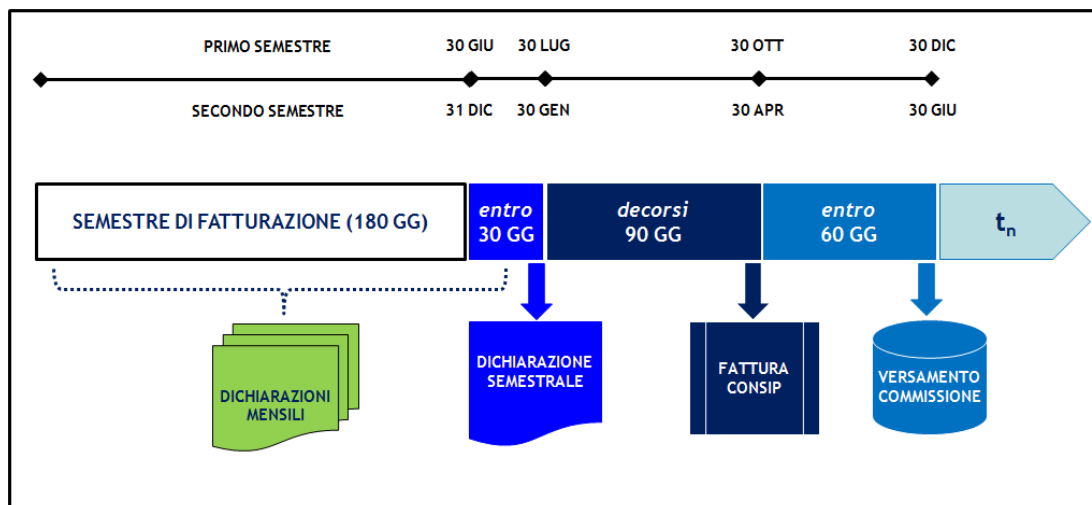 PRIMO SEMESTRE 30 GIU 30 LUG 30 OTT 30 DIC
SECONDO SEMESTRE 31 DIC 30 GEN 30 APR 30 GIU
SEMESTRE DI FATTURAZIONE (180 GG)
entro
30 GG
decorsi
90 GG
entro
60 GG
tn
DICHIARAZIONI
MENSILI
DICHIARAZIONE
SEMESTRALE
FATTURA
CONSIP
VERSAMENTO
COMMISSIONE